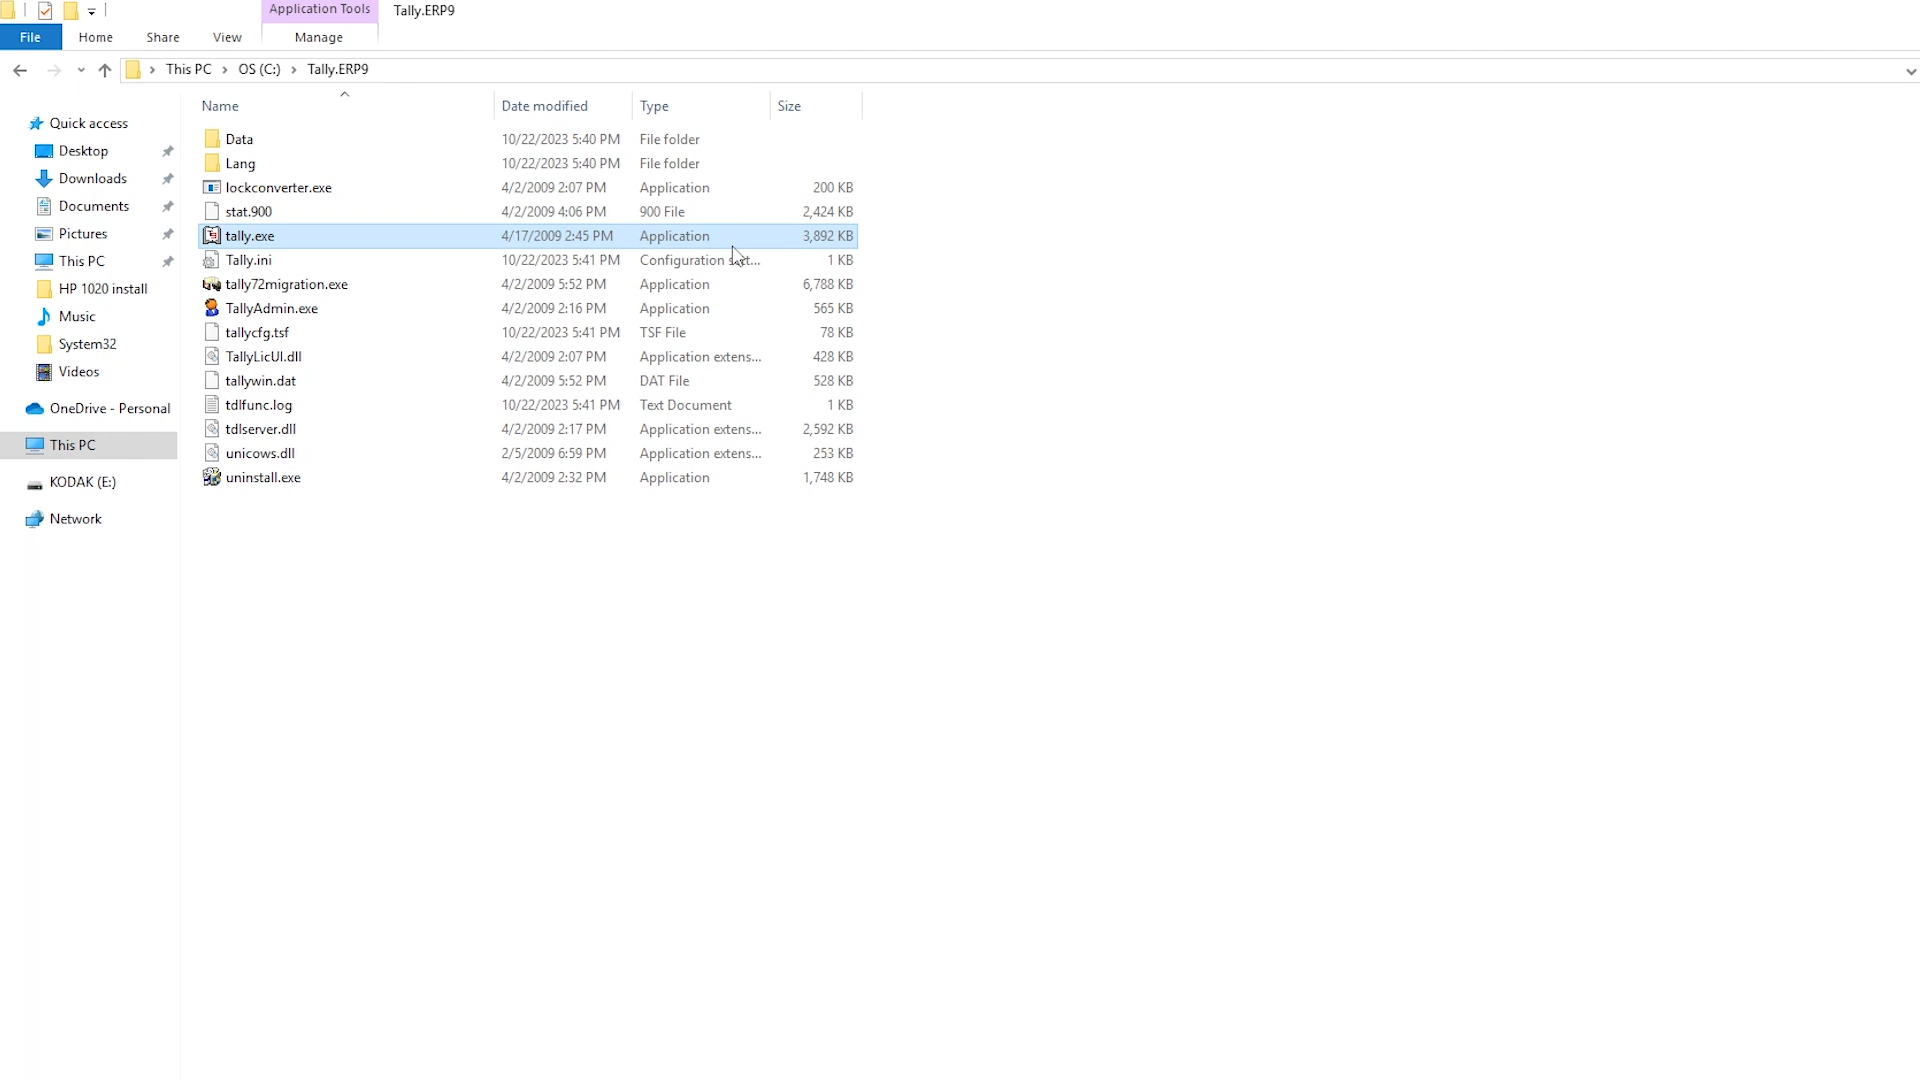 Application Tools Tally.ERP9
File Home Share View Manage
This PC OS (C:) Tally.ERP9
Name Date modified Type Size
Quick access
Desktop
Downloads
Documents
Pictures
This PC
HP 1020 install
Music
System32
Videos
OneDrive - Personal
This PC
KODAK (E:)
Network
Data 10/22/2023 5:40 PM File folder
Lang 10/22/2023 5:40 PM File folder
lockconverter.exe 4/2/2009 2:07 PM Application 200 KB
stat.900 4/2/2009 4:06 PM 900 File 2,424 KB
tally.exe 4/17/2009 2:45 PM Application 3,892 KB
Tally.ini 10/22/2023 5:41 PM Configuration sett... 1 KB
tally72migration.exe 4/2/2009 5:52 PM Application 6,788 KB
TallyAdmin.exe 4/2/2009 2:16 PM Application 565 KB
tallycfg.tsf 10/22/2023 5:41 PM TSF File 78 KB
TallyLicUI.dll 4/2/2009 2:07 PM Application extens... 428 KB
tallywin.dat 4/2/2009 5:52 PM DAT File 528 KB
tdlfunc.log 10/22/2023 5:41 PM Text Document 1 KB
tdlserver.dll 4/2/2009 2:17 PM Application extens... 2,592 KB
unicows.dll 2/5/2009 6:59 PM Application extens... 253 KB
uninstall.exe 4/2/2009 2:32 PM Application 1,748 KB